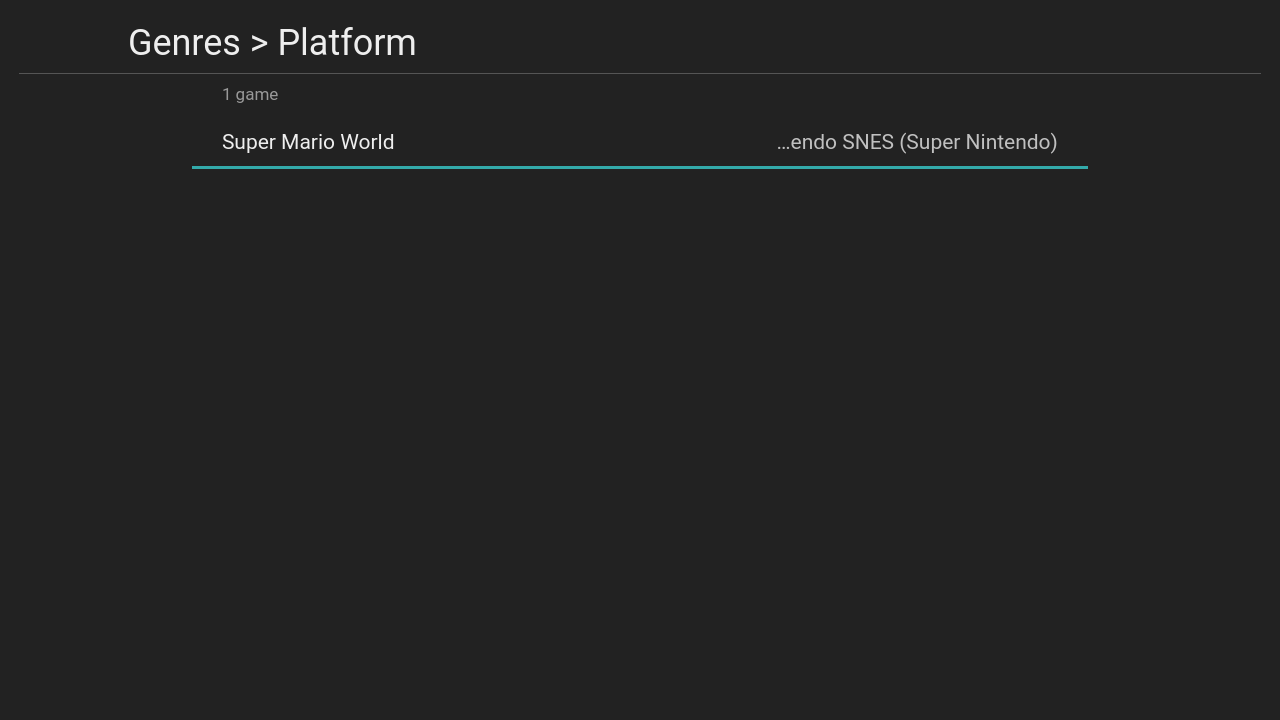 Genres > Platform
1 game
Super Mario World …endo SNES (Super Nintendo)